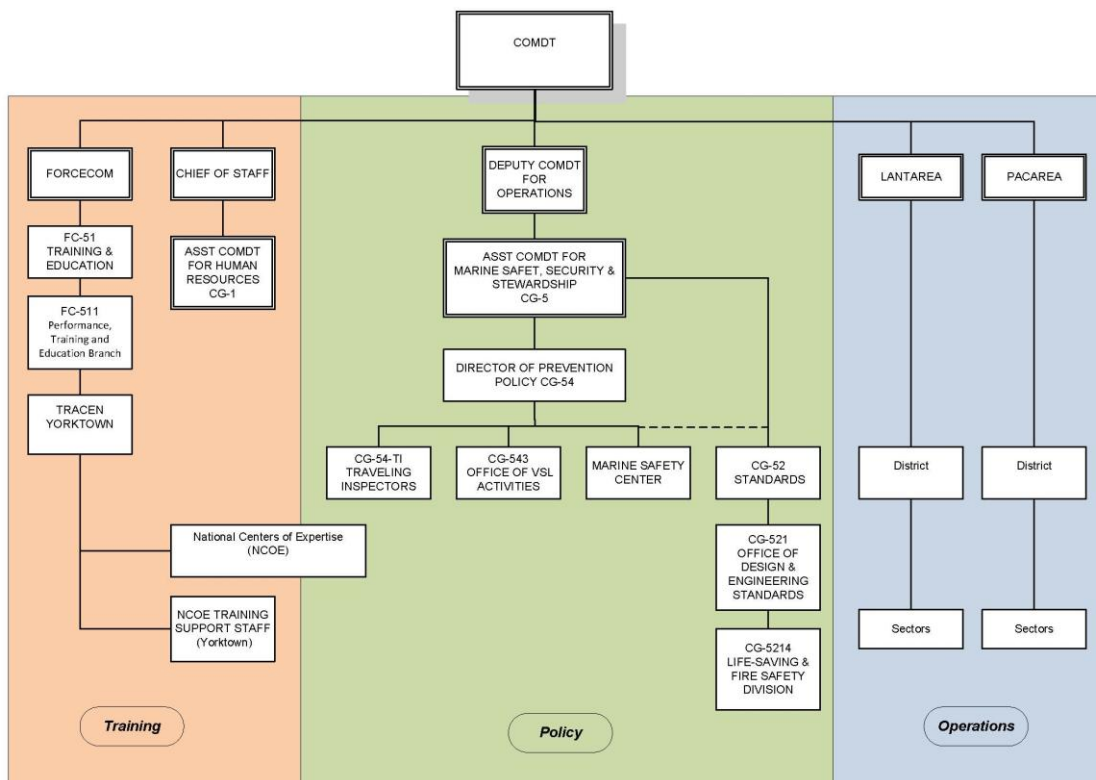 COMDT
FORCECOM
CHIEF OF STAFF
DEPUTY COMDT
FOR
OPERATIONS
LANTAREA
PACAREA
FC-51
TRAINING &
EDUCATION
ASST COMDT
FOR HUMAN
RESOURCES
CG-1
ASST COMDT FOR
MARINE SAFET, SECURITY &
STEWARDSHIP
CG-5
FC-511
Performance,
Training and
Education Branch
DIRECTOR OF PREVENTION
POLICY CG-54
TRACEN
YORKTOWN
CG-54-TI
TRAVELING
INSPECTORS
CG-543
OFFICE OF VSL
ACTIVITIES
MARINE SAFETY
CENTER
CG-52
STANDARDS
District
District
National Centers of Expertise
(NCOE)
CG-521
OFFICE OF
DESIGN &
ENGINEERING
STANDARDS
NCOE TRAINING
SUPPORT STAFF
(Yorktown)
CG-5214
LIFE-SAVING &
FIRE SAFETY
DIVISION
Sectors
Sectors
Training
Policy
Operations